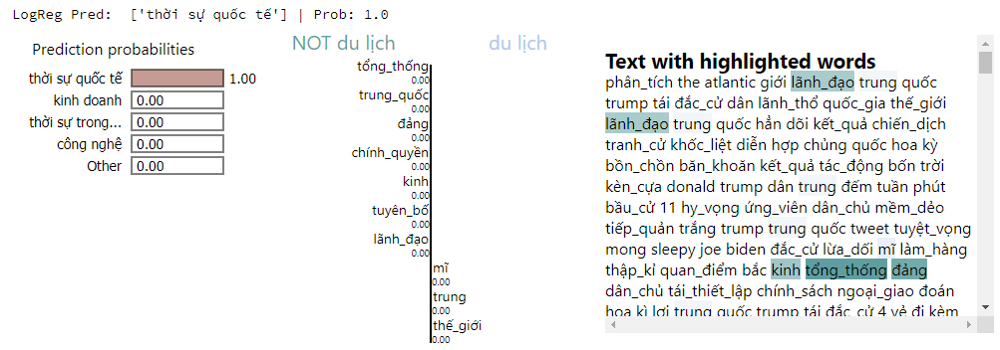 LogReg Pred:  ['thời sự quốc tế'] | Prob: 1.0
Prediction probabilities
thời sự quốc tế 1.00
kinh doanh 0.00
thời sự trong... 0.00
công nghệ 0.00
Other 0.00
NOT du lịch du lịch
tổng_thống
0.00
trung_quốc
0.00
đảng
0.00
chính_quyền
0.00
kinh
0.00
tuyên_bố
0.00
lãnh_đạo
0.00
mĩ
0.00
trung
0.00
thế_giới
0.00
Text with highlighted words
phân_tích the atlantic giới lãnh_đạo trung quốc
trump tái đắc_cử dân lãnh_thổ quốc_gia thế_giới
lãnh_đạo trung quốc hẳn dõi kết_quả chiến_dịch
tranh_cử khốc_liệt diễn hợp chủng quốc hoa kỳ
bồn_chồn băn_khoăn kết_quả tác_động bốn trời
kèn_cựa donald trump dân trung đếm tuần phút
bầu_cử 11 hy_vọng ứng_viên dân_chủ mềm_dẻo
tiếp_quản trắng trump trung quốc tweet tuyệt_vọng
mong sleepy joe biden đắc_cử lừa_dối mĩ làm_hàng
thập_kỉ quan_điểm bắc kinh tổng_thống đảng
dân_chủ tái_thiết_lập chính_sách ngoại_giao đoán
hoa kì lợi trung quốc trump tái đắc_cử 4 vẻ đi kèm